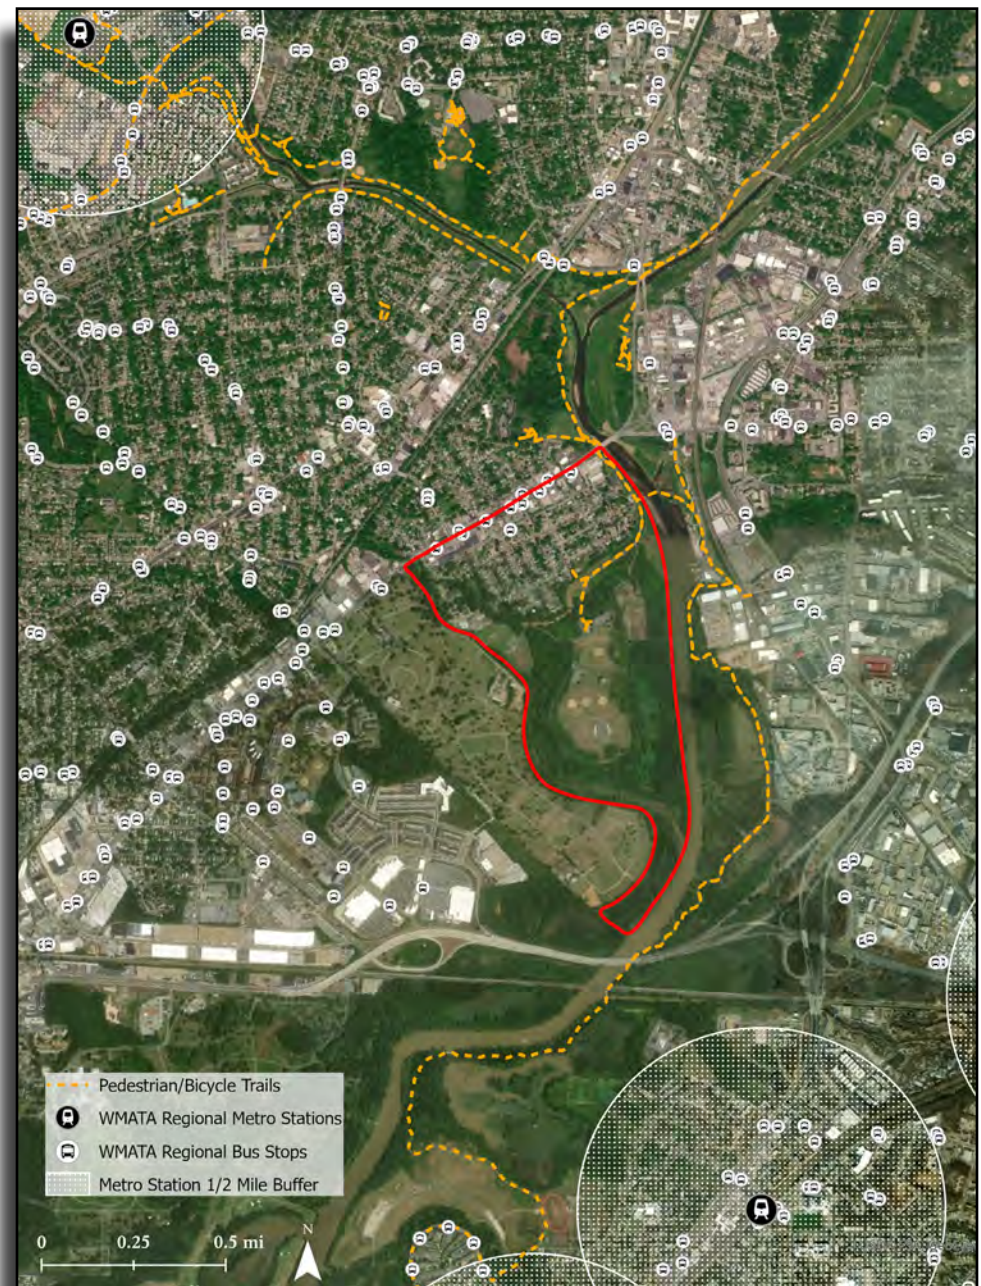 Pedestrian/Bicycle Trails
WMATA Regional Metro Stations
WMATA Regional Bus Stops
Metro Station 1/2 Mile Buffer
N
0 0.25 0.5 mi